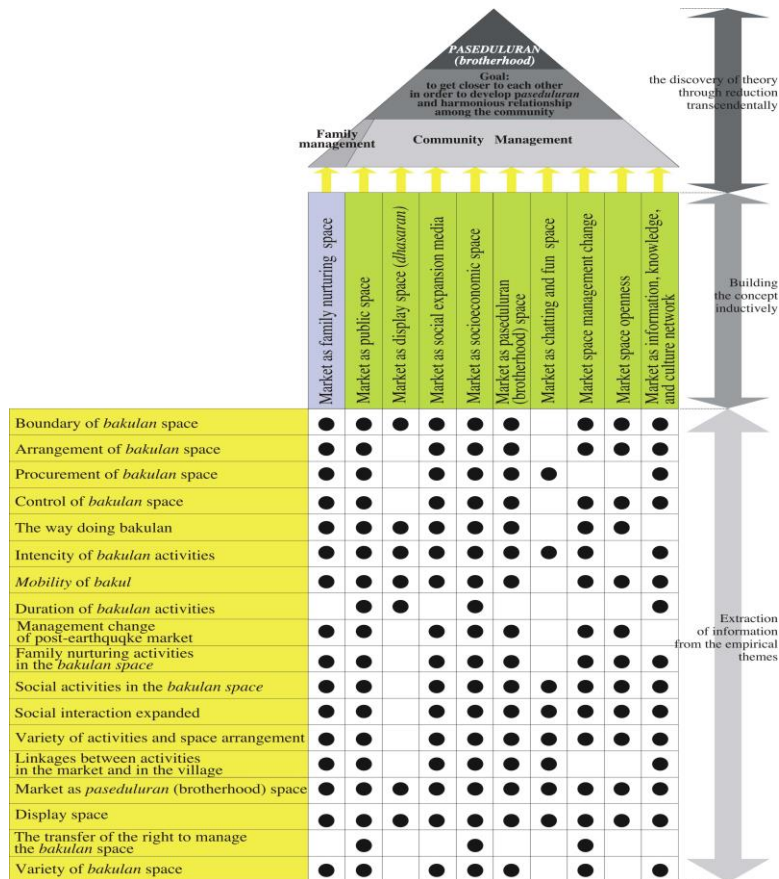 PASEDULURAN
(brotherhood)
Goal:
to get closer to each other
in order to develop paseduluran
and harmonious relationship
among the community
Family
management
Community Management
the discovery of theory
through reduction
transcendentally
Market as family nurturing space
Market as public space
Market as display space (dhasaran)
Market as social expansion media
Market as socioeconomic space
Market as paseduluran
(brotherhood) space
Market as chatting and fun space
Market space management change
Market space openness
Market as information, knowledge,
and culture network
Building
the concept
inductively
Boundary of bakulan space
Arrangement of bakulan space
Procurement of bakulan space
Control of bakulan space
The way doing bakulan
Intencity of bakulan activities
Mobility of bakul
Duration of bakulan activities
Management change
of post-earthquqke market
Family nurturing activities
in the bakulan space
Social activities in the bakulan space
Social interaction expanded
Variety of activities and space arrangement
Linkages between activities
in the market and in the village
Market as paseduluran (brotherhood) space
Display space
The transfer of the right to manage
the bakulan space
Variety of bakulan space
Extraction
of information
from the empirical
themes